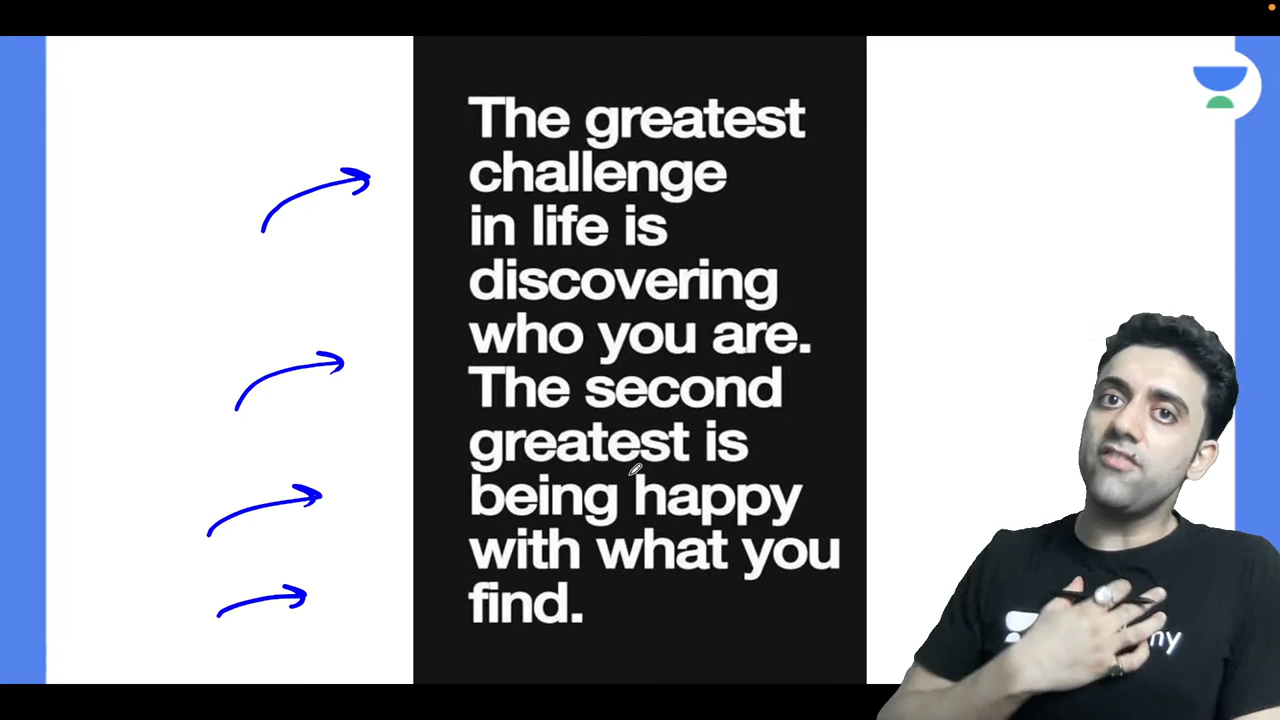 The greatest
challenge
in life is
discovering
who you are.
The second
greatest is
being happy
with what you
find.